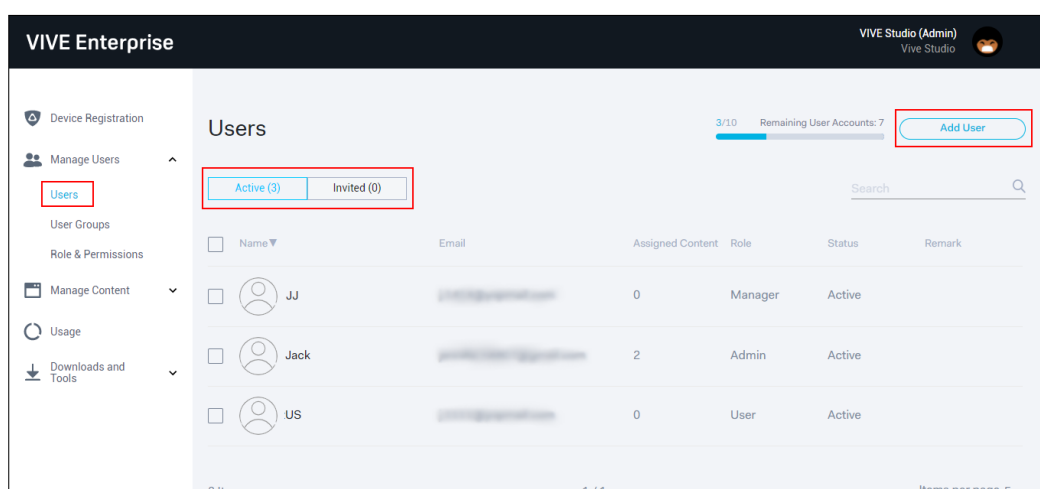 VIVE Enterprise
VIVE Studio (Admin)
Vive Studio
Device Registration
Manage Users
Users
User Groups
Role & Permissions
Manage Content
Usage
Downloads and
Tools
Users
3/10 Remaining User Accounts: 7
Add User
Active (3) Invited (0)
Search
Name▼ Email Assigned Content Role Status Remark
JJ 0 Manager Active
Jack 2 Admin Active
US 0 User Active